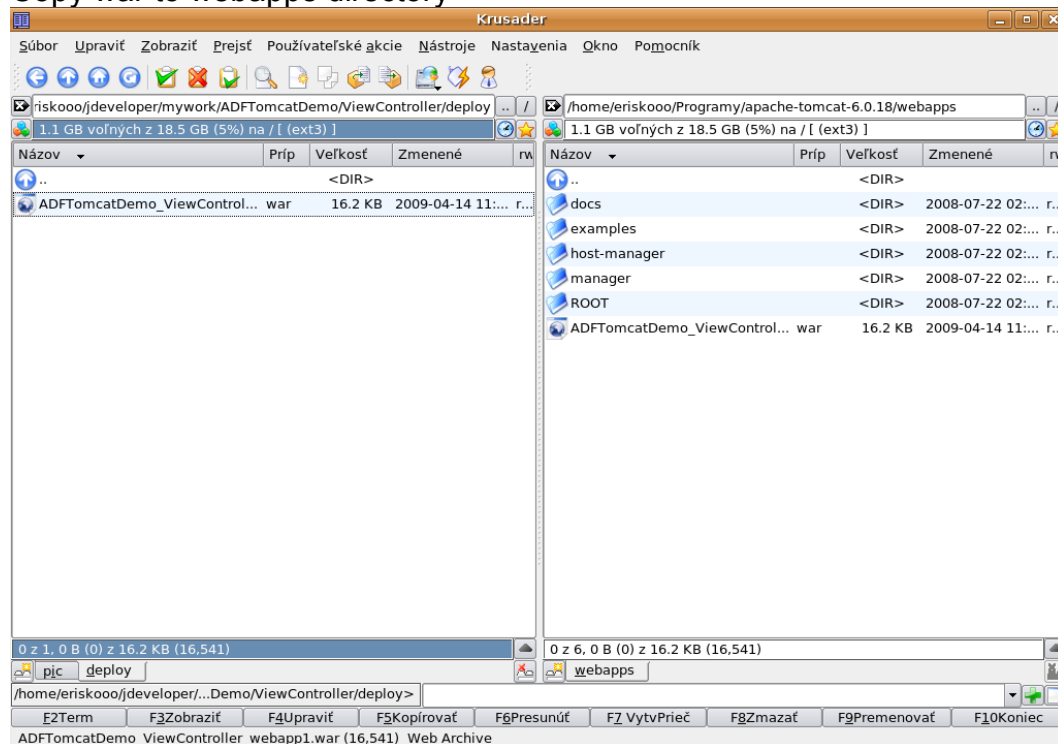 Copy war to webapps directory
Krusader
Súbor Upraviť Zobraziť Prejsť Používateľské akcie Nástroje Nastavenia Okno Pomocník
riskooo/jdeveloper/mywork/ADFTomcatDemo/ViewController/deploy .. /
1.1 GB voľných z 18.5 GB (5%) na / [ (ext3) ]
Názov Príp Veľkosť Zmenené rw
.. <DIR>
ADFTomcatDemo_ViewControl... war 16.2 KB 2009-04-14 11:... r...
0 z 1, 0 B (0) z 16.2 KB (16,541)
pic deploy
/home/eriskooo/Programy/apache-tomcat-6.0.18/webapps .. /
1.1 GB voľných z 18.5 GB (5%) na / [ (ext3) ]
Názov Príp Veľkosť Zmenené
.. <DIR>
docs <DIR> 2008-07-22 02:... r..
examples <DIR> 2008-07-22 02:... r..
host-manager <DIR> 2008-07-22 02:... r..
manager <DIR> 2008-07-22 02:... r..
ROOT <DIR> 2008-07-22 02:... r..
ADFTomcatDemo_ViewControl... war 16.2 KB 2009-04-14 11:... r..
0 z 6, 0 B (0) z 16.2 KB (16,541)
webapps
/home/eriskooo/jdeveloper/...Demo/ViewController/deploy>
F2Term F3Zobraziť F4Upraviť F5Kopírovať F6Presunúť F7 VytvPrieč F8Zmazať F9Premenovať F10Koniec
ADFTomcatDemo_ViewController_webapp1.war (16,541) Web Archive